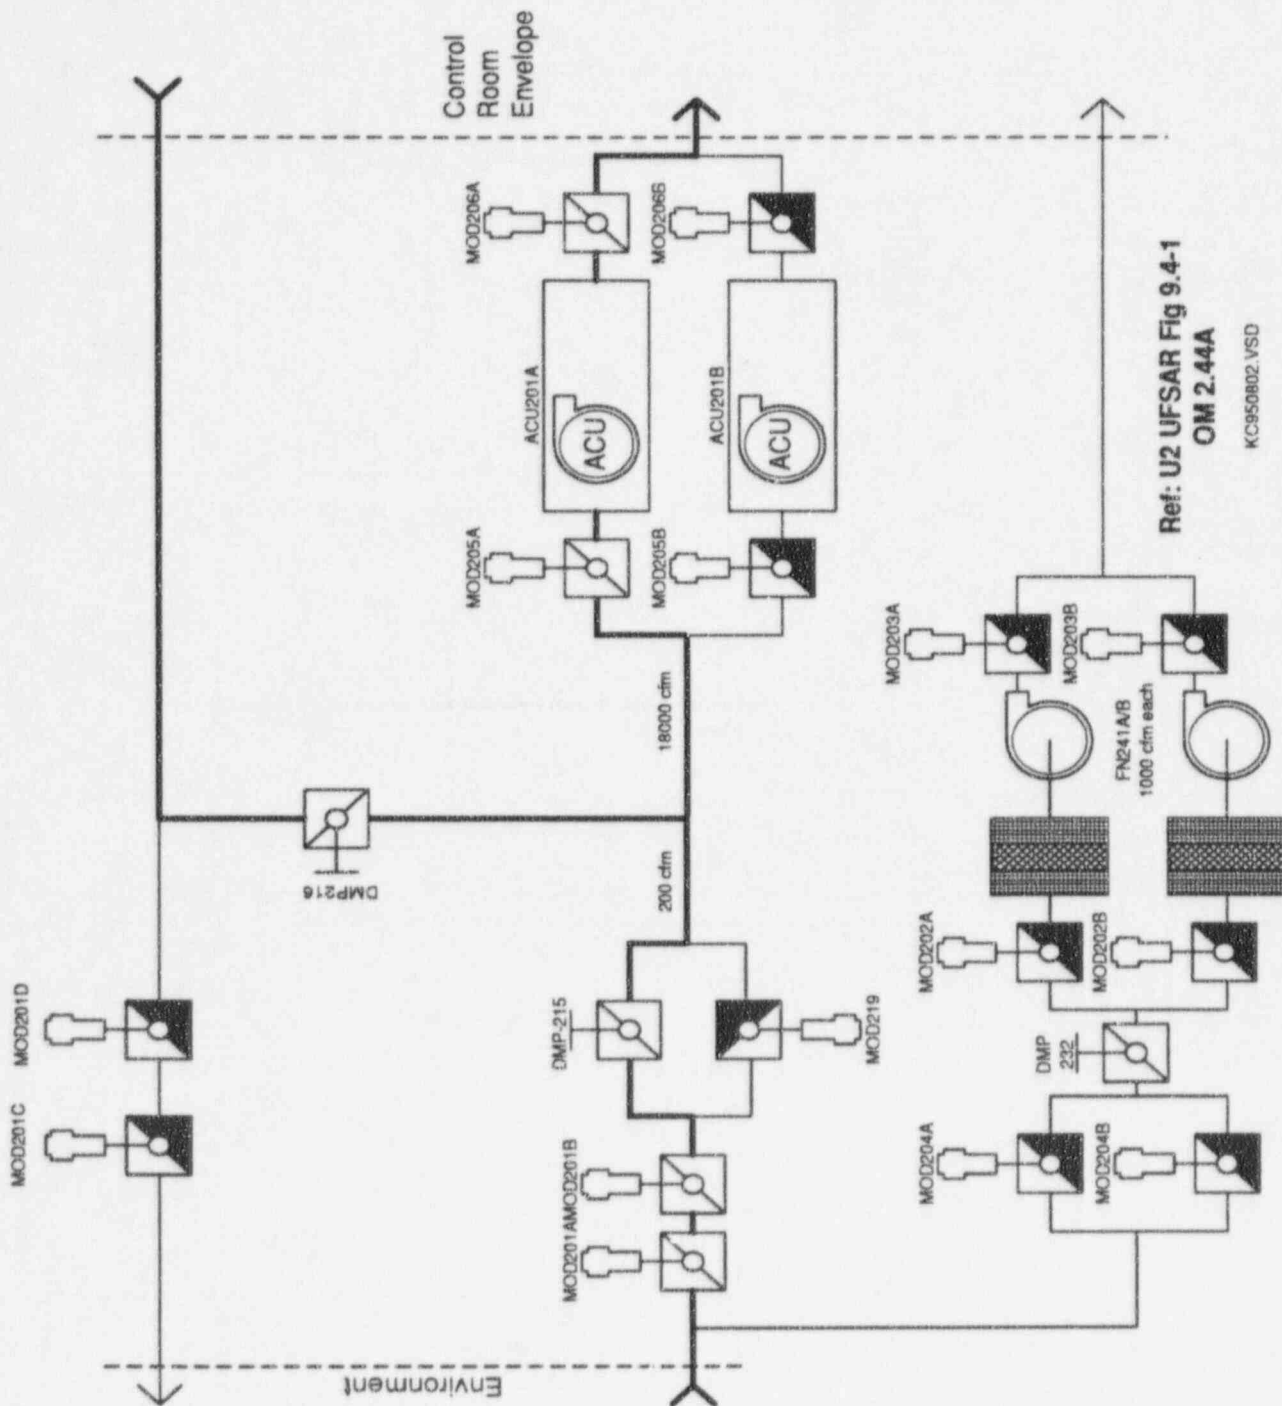 Control
Room
Envelope
MOD206A
MOD206B
ACU201A
ACU
ACU201B
ACU
MOD205A
MOD205B
18000 cfm
200 cfm
DMP216
MOD201D
MOD201C
DMP-215
MOD219
MOD201A
MOD201B
Environment
MOD203A
MOD203B
FN241A/B
1000 cfm each
MOD202A
MOD202B
DMP
232
MOD204A
MOD204B
Ref: U2 UFSAR Fig 9.4-1
OM 2.44A
KC950802.VSD